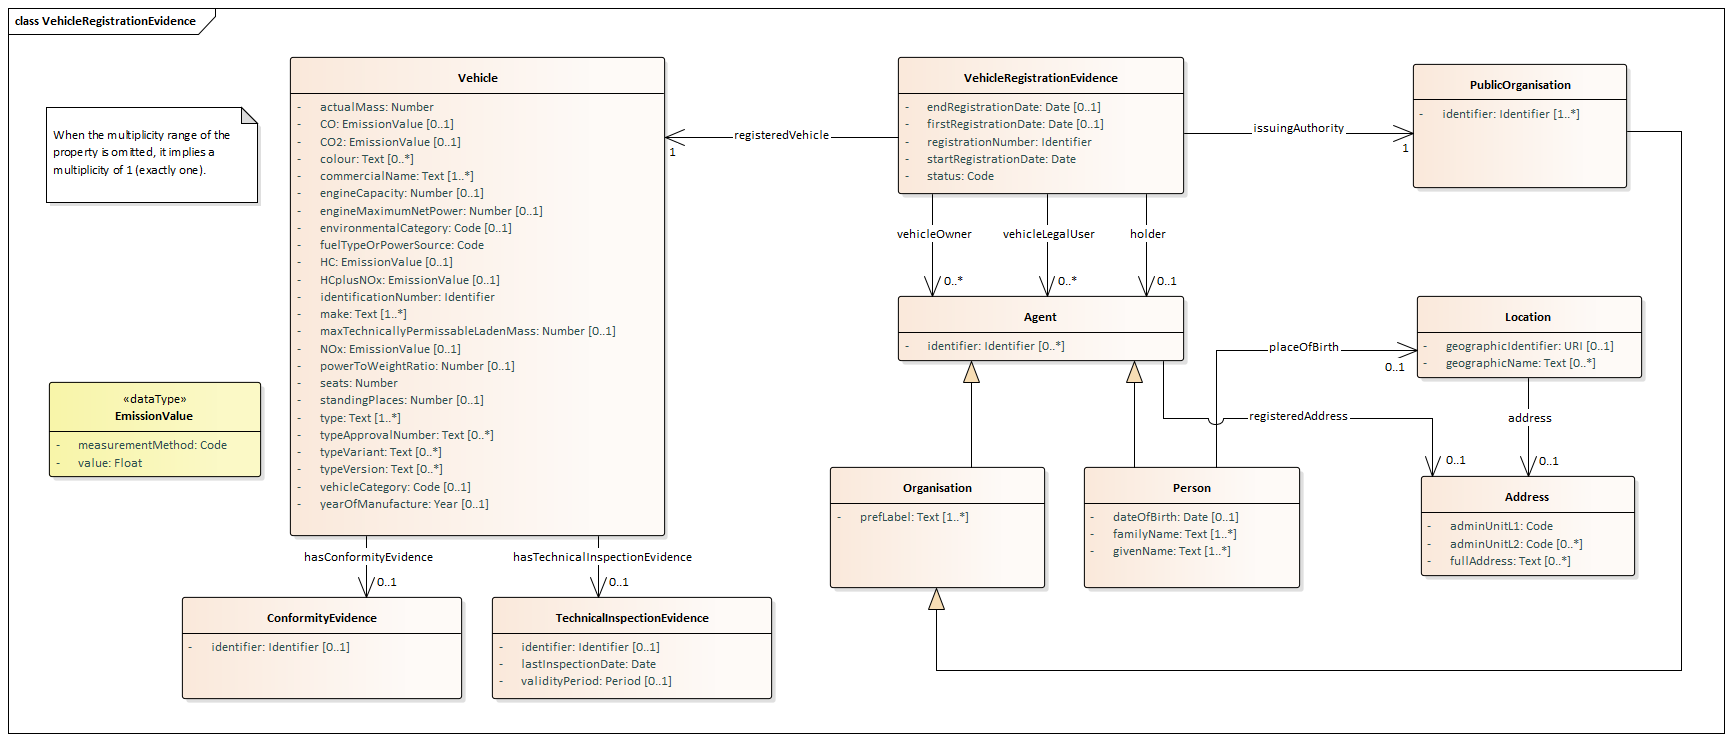 class VehicleRegistrationEvidence
When the multiplicity range of the
property is omitted, it implies a
multiplicity of 1 (exactly one).
«dataType»
EmissionValue
- measurementMethod: Code
- value: Float
Vehicle
- actualMass: Number
- CO: EmissionValue [0..1]
- CO2: EmissionValue [0..1]
- colour: Text [0..*]
- commercialName: Text [1..*]
- engineCapacity: Number [0..1]
- engineMaximumNetPower: Number [0..1]
- environmentalCategory: Code [0..1]
- fuelTypeOrPowerSource: Code
- HC: EmissionValue [0..1]
- HCplusNOx: EmissionValue [0..1]
- identificationNumber: Identifier
- make: Text [1..*]
- maxTechnicallyPermissableLadenMass: Number [0..1]
- NOx: EmissionValue [0..1]
- powerToWeightRatio: Number [0..1]
- seats: Number
- standingPlaces: Number [0..1]
- type: Text [1..*]
- typeApprovalNumber: Text [0..*]
- typeVariant: Text [0..*]
- typeVersion: Text [0..*]
- vehicleCategory: Code [0..1]
- yearOfManufacture: Year [0..1]
registeredVehicle
1
VehicleRegistrationEvidence
- endRegistrationDate: Date [0..1]
- firstRegistrationDate: Date [0..1]
- registrationNumber: Identifier
- startRegistrationDate: Date
- status: Code
issuingAuthority
1
PublicOrganisation
- identifier: Identifier [1..*]
vehicleOwner
0..*
vehicleLegalUser
0..*
holder
0..1
Agent
- identifier: Identifier [0..*]
placeOfBirth
0..1
Location
- geographicIdentifier: URI [0..1]
- geographicName: Text [0..*]
registeredAddress
0..1
address
0..1
Organisation
- prefLabel: Text [1..*]
Person
- dateOfBirth: Date [0..1]
- familyName: Text [1..*]
- givenName: Text [1..*]
Address
- adminUnitL1: Code
- adminUnitL2: Code [0..*]
- fullAddress: Text [0..*]
hasConformityEvidence
0..1
hasTechnicalInspectionEvidence
0..1
ConformityEvidence
- identifier: Identifier [0..1]
TechnicalInspectionEvidence
- identifier: Identifier [0..1]
- lastInspectionDate: Date
- validityPeriod: Period [0..1]